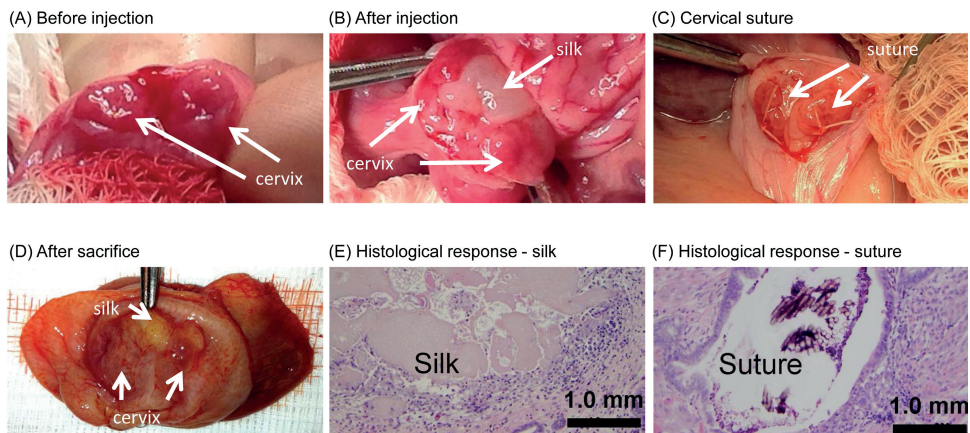 (A) Before injection
cervix
(B) After injection
silk
cervix
(C) Cervical suture
suture
(D) After sacrifice
silk
cervix
(E) Histological response - silk
Silk
1.0 mm
(F) Histological response - suture
Suture
1.0 mm